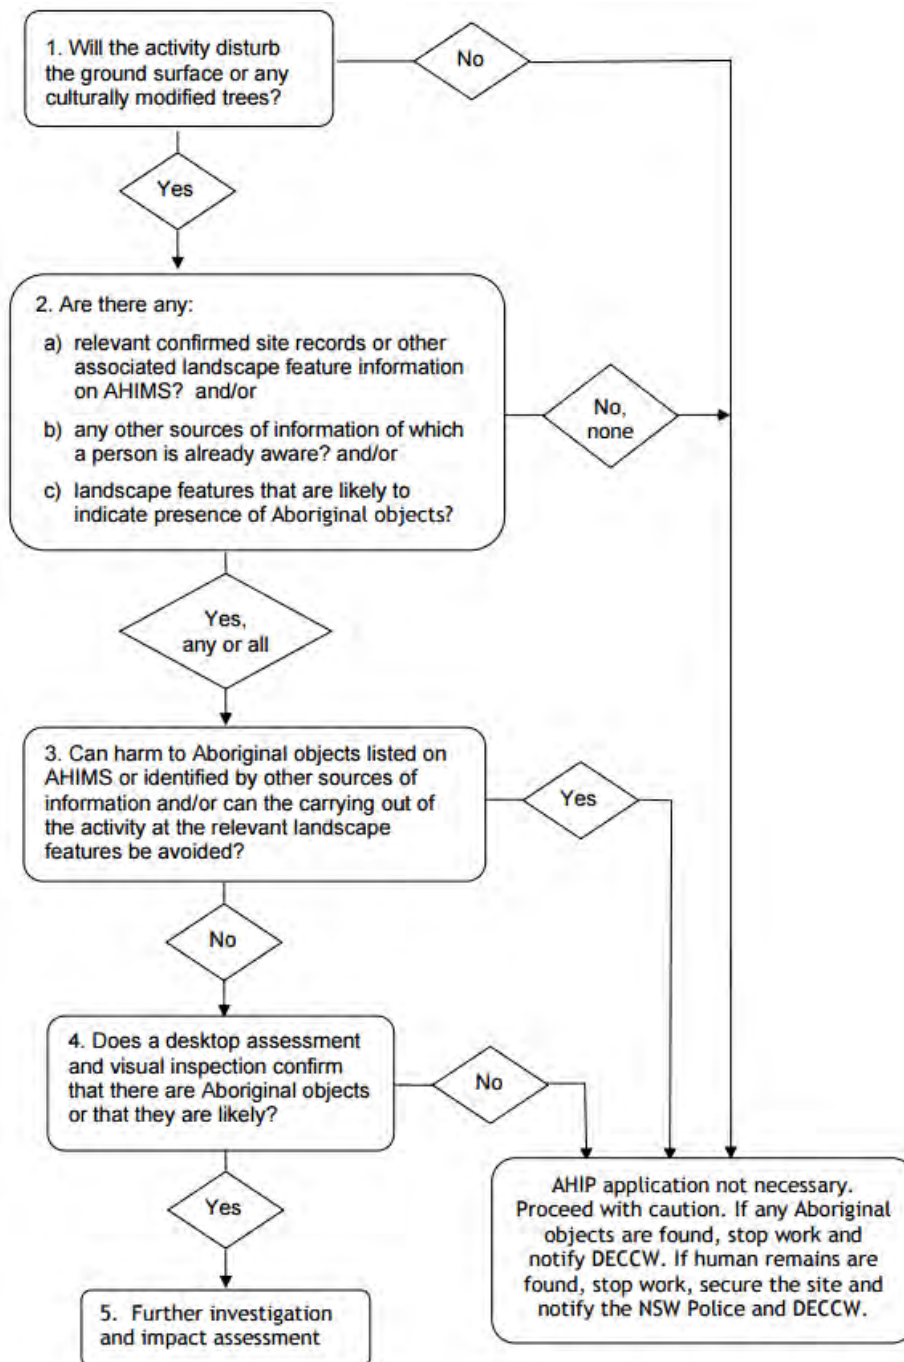 1. Will the activity disturb
the ground surface or any
culturally modified trees?
No
Yes
2. Are there any:
a) relevant confirmed site records or other
associated landscape feature information
on AHIMS? and/or
b) any other sources of information of which
a person is already aware? and/or
c) landscape features that are likely to
indicate presence of Aboriginal objects?
No,
none
Yes,
any or all
3. Can harm to Aboriginal objects listed on
AHIMS or identified by other sources of
information and/or can the carrying out of
the activity at the relevant landscape
features be avoided?
Yes
No
4. Does a desktop assessment
and visual inspection confirm
that there are Aboriginal objects
or that they are likely?
No
Yes
5. Further investigation
and impact assessment
AHIP application not necessary.
Proceed with caution. If any Aboriginal
objects are found, stop work and
notify DECCW. If human remains are
found, stop work, secure the site and
notify the NSW Police and DECCW.